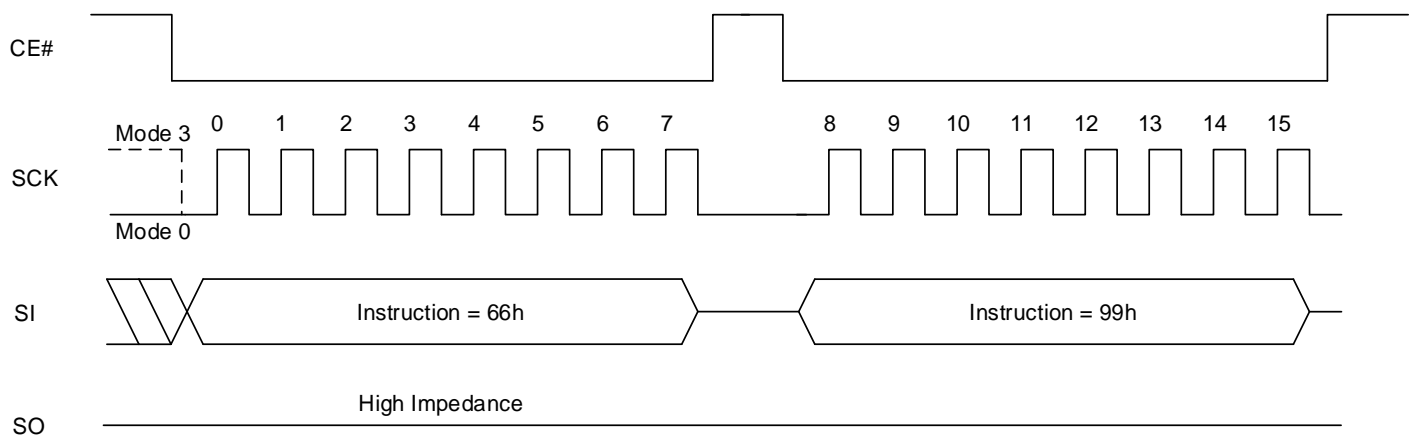 CE#
Mode 3
0 1 2 3 4 5 6 7 8 9 10 11 12 13 14 15
SCK
Mode 0
SI
Instruction = 66h
Instruction = 99h
High Impedance
SO